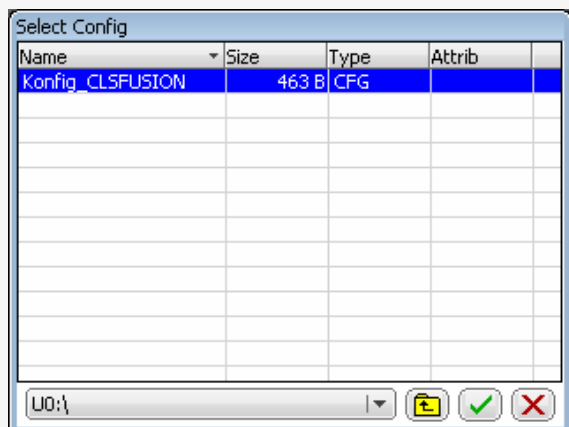 Select Config
Name Size Type Attrib
Konfig_CLSFUSION 463 B CFG
U0:\